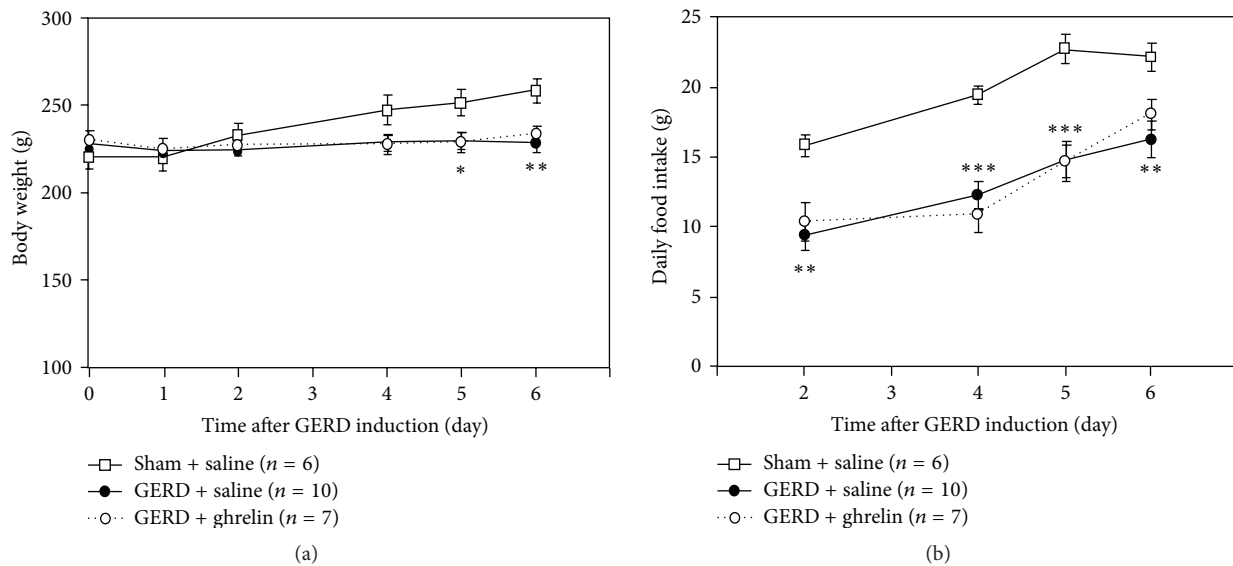 300
250
200
250
100
Body weight (g)
0 1 2 3 4 5 6
Time after GERD induction (day)
* **
Sham + saline (n = 6)
GERD + saline (n = 10)
GERD + ghrelin (n = 7)
(a)
25
20
15
10
5
0
Daily food intake (g)
2 3 4 5 6
Time after GERD induction (day)
** *** *** **
Sham + saline (n = 6)
GERD + saline (n = 10)
GERD + ghrelin (n = 7)
(b)